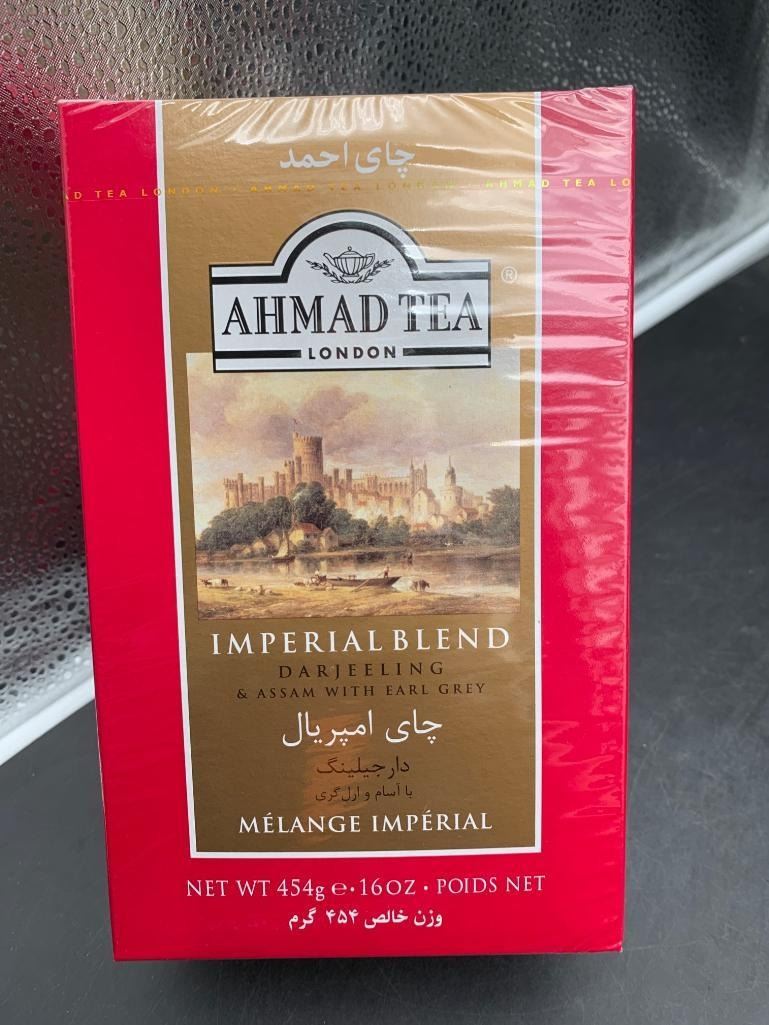 چای احمد
AD TEA LONDON · AHMAD TEA LONDON · AHMAD TEA LO
AHMAD TEA ®
LONDON
IMPERIAL BLEND
DARJEELING
& ASSAM WITH EARL GREY
چای امپریال
دارجیلینگ
با آسام و ارل گری
MÉLANGE IMPÉRIAL
NET WT 454g ℮ · 16OZ · POIDS NET
وزن خالص ۴۵۴ گرم